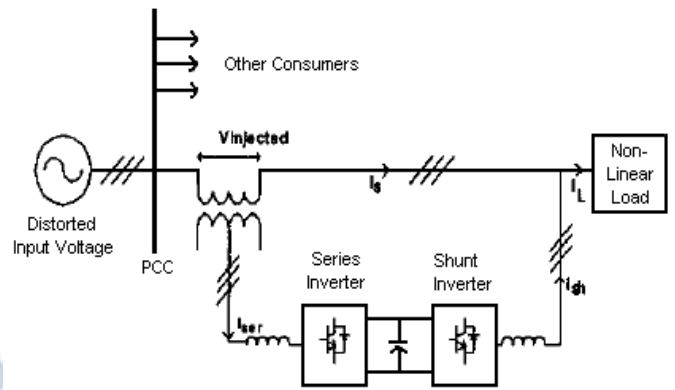 Other Consumers
Vinjected
Is
IL
Non-
Linear
Load
Distorted
Input Voltage
PCC
Series
Inverter
Shunt
Inverter
Iser
Ish